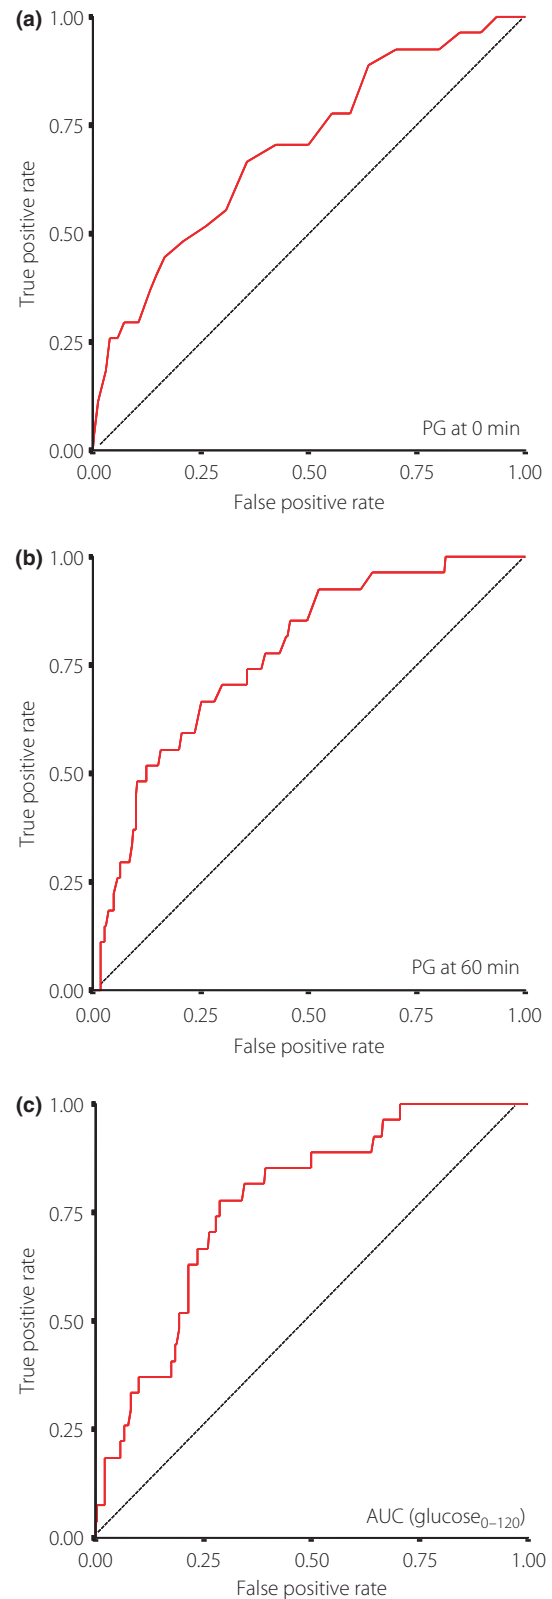 (a)
1.00
0.75
0.50
0.25
0.00
True positive rate
PG at 0 min
0.00 0.25 0.50 0.75 1.00
False positive rate
(b)
1.00
0.75
0.50
0.25
0.00
True positive rate
PG at 60 min
0.00 0.25 0.50 0.75 1.00
False positive rate
(c)
1.00
0.75
0.50
0.25
0.00
True positive rate
AUC (glucose₀₋₁₂₀)
0.00 0.25 0.50 0.75 1.00
False positive rate